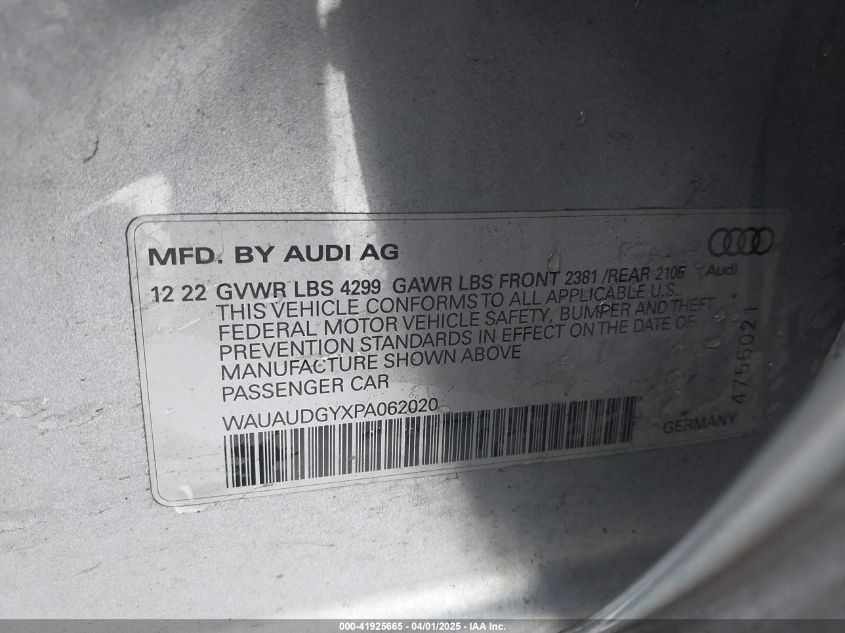 MFD. BY AUDI AG
Audi
12 22 GVWR LBS 4299 GAWR LBS FRONT 2381 /REAR 2105
THIS VEHICLE CONFORMS TO ALL APPLICABLE U.S.
FEDERAL MOTOR VEHICLE SAFETY, BUMPER AND THEFT
PREVENTION STANDARDS IN EFFECT ON THE DATE OF
MANUFACTURE SHOWN ABOVE
PASSENGER CAR
WAUAUDGYXPA062020
4756021
GERMANY
000-41925665 - 04/01/2025 - IAA Inc.